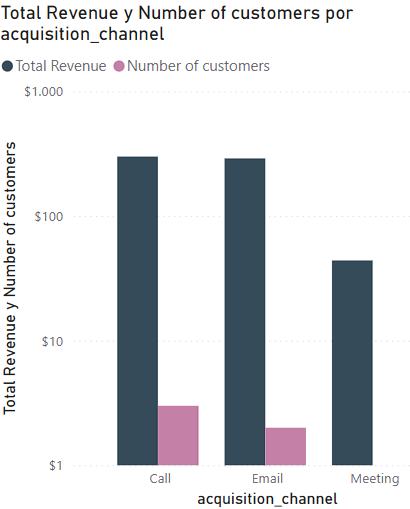 Total Revenue y Number of customers por
acquisition_channel
Total Revenue Number of customers
Total Revenue y Number of customers
$1.000
$100
$10
$1
Call Email Meeting
acquisition_channel